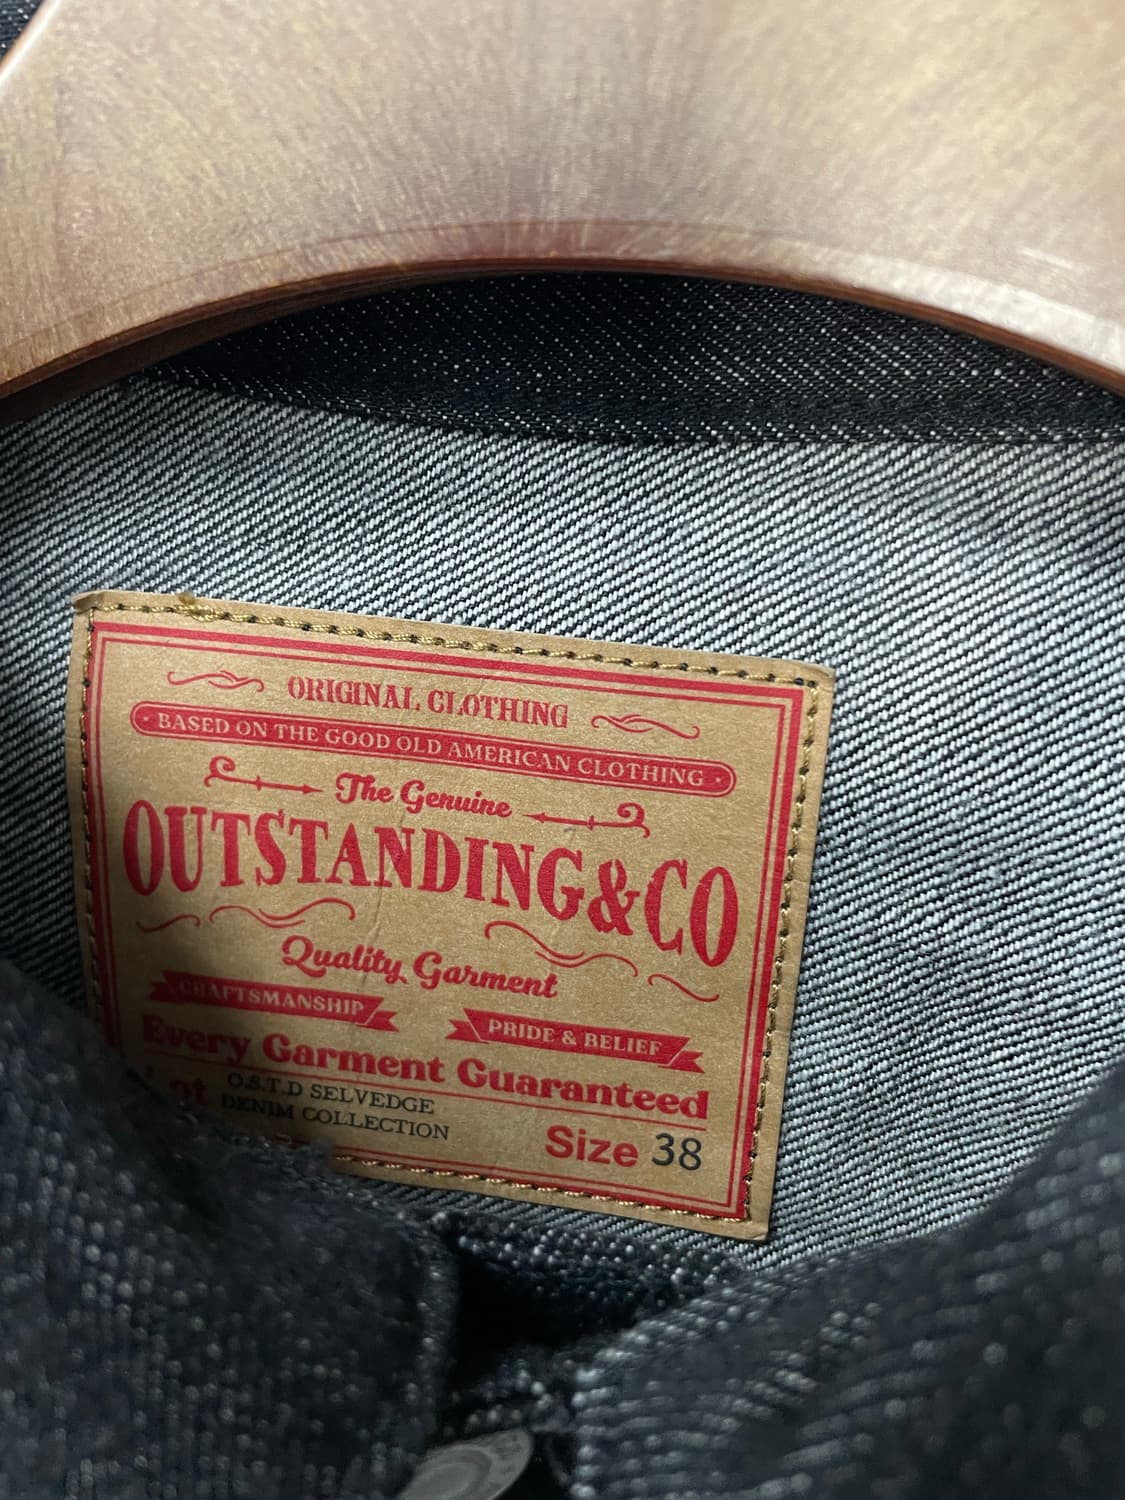 ORIGINAL CLOTHING
BASED ON THE GOOD OLD AMERICAN CLOTHING
The Genuine
OUTSTANDING&CO
Quality Garment
CRAFTSMANSHIP
PRIDE & BELIEF
Every Garment Guaranteed
O.S.T.D SELVEDGE
DENIM COLLECTION
Size 38